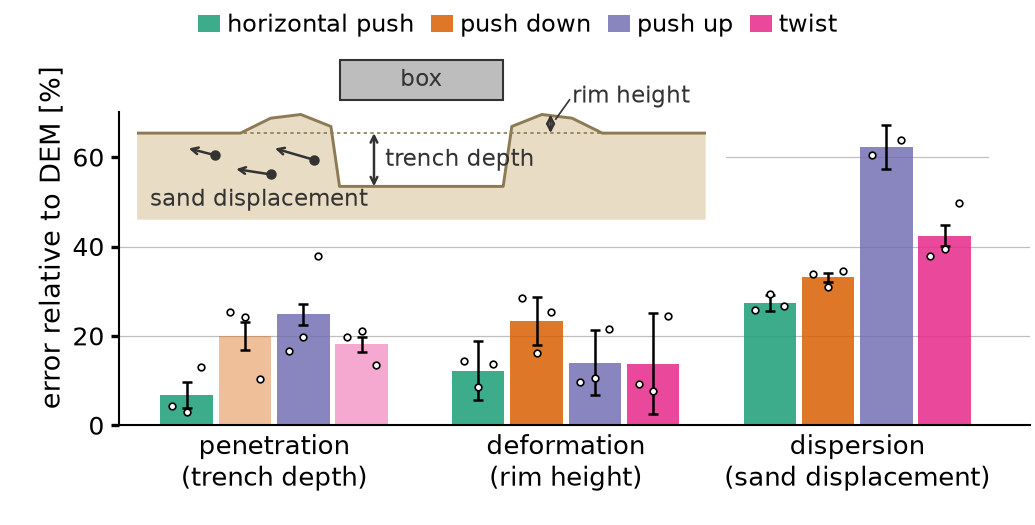 horizontal push push down push up twist
box
rim height
trench depth
sand displacement
error relative to DEM [%]
60
40
20
0
penetration
(trench depth)
deformation
(rim height)
dispersion
(sand displacement)